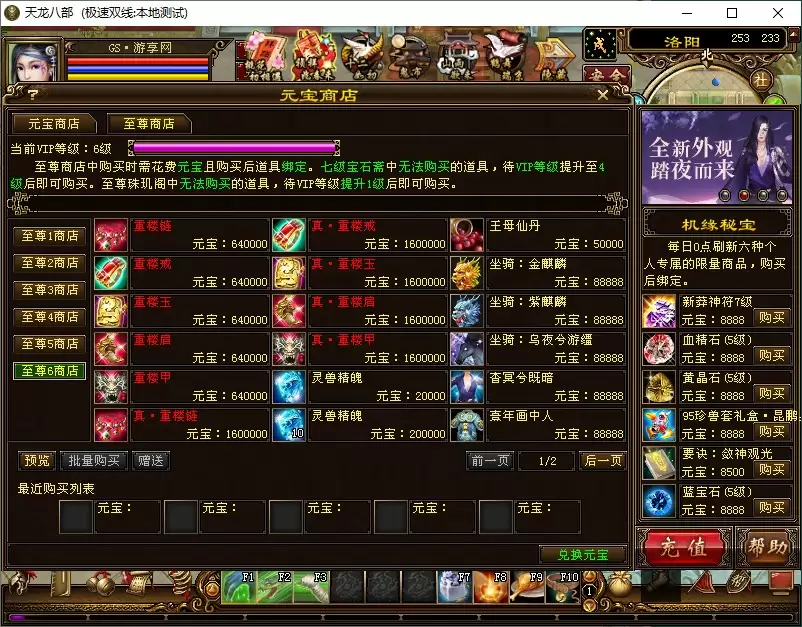 天龙八部 (极速双线:本地测试)
GS·游享网
洛阳 253 233
北
元宝商店
元宝商店 至尊商店
当前VIP等级：6级
至尊商店中购买时需花费元宝且购买后道具绑定。七级宝石斋中无法购买的道具，待VIP等级提升至4
级后即可购买。至尊珠玑阁中无法购买的道具，待VIP等级提升1级后即可购买。
至尊1商店
至尊2商店
至尊3商店
至尊4商店
至尊5商店
至尊6商店
重楼链 真·重楼戒 王母仙丹
元宝：640000 元宝：1600000 元宝：50000
重楼戒 真·重楼玉 坐骑：金麒麟
元宝：640000 元宝：1600000 元宝：88888
重楼玉 真·重楼肩 坐骑：紫麒麟
元宝：640000 元宝：1600000 元宝：88888
重楼肩 真·重楼甲 坐骑：乌夜兮游缰
元宝：640000 元宝：1600000 元宝：88888
重楼甲 灵兽精魄 杳冥兮既暗
元宝：640000 元宝：20000 元宝：88888
真·重楼链 灵兽精魄 熹年画中人
元宝：1600000 10 元宝：200000 元宝：88888
预览 批量购买 赠送 前一页 1/2 后一页
最近购买列表
元宝： 元宝： 元宝： 元宝： 元宝：
兑换元宝
全新外观
踏夜而来
机缘秘宝
每日0点刷新六种个
人专属的限量商品，购买
后绑定。
新莽神符7级
元宝：8888 购买
血精石(5级)
元宝：8888 购买
黄晶石(5级)
元宝：8888 购买
95珍兽套礼盒·昆鹏
元宝：8888 购买
要诀：敛神观光
元宝：8500 购买
蓝宝石(5级)
元宝：8888 购买
充值 帮助
F1 F2 F3 F7 F8 F9 F10 1